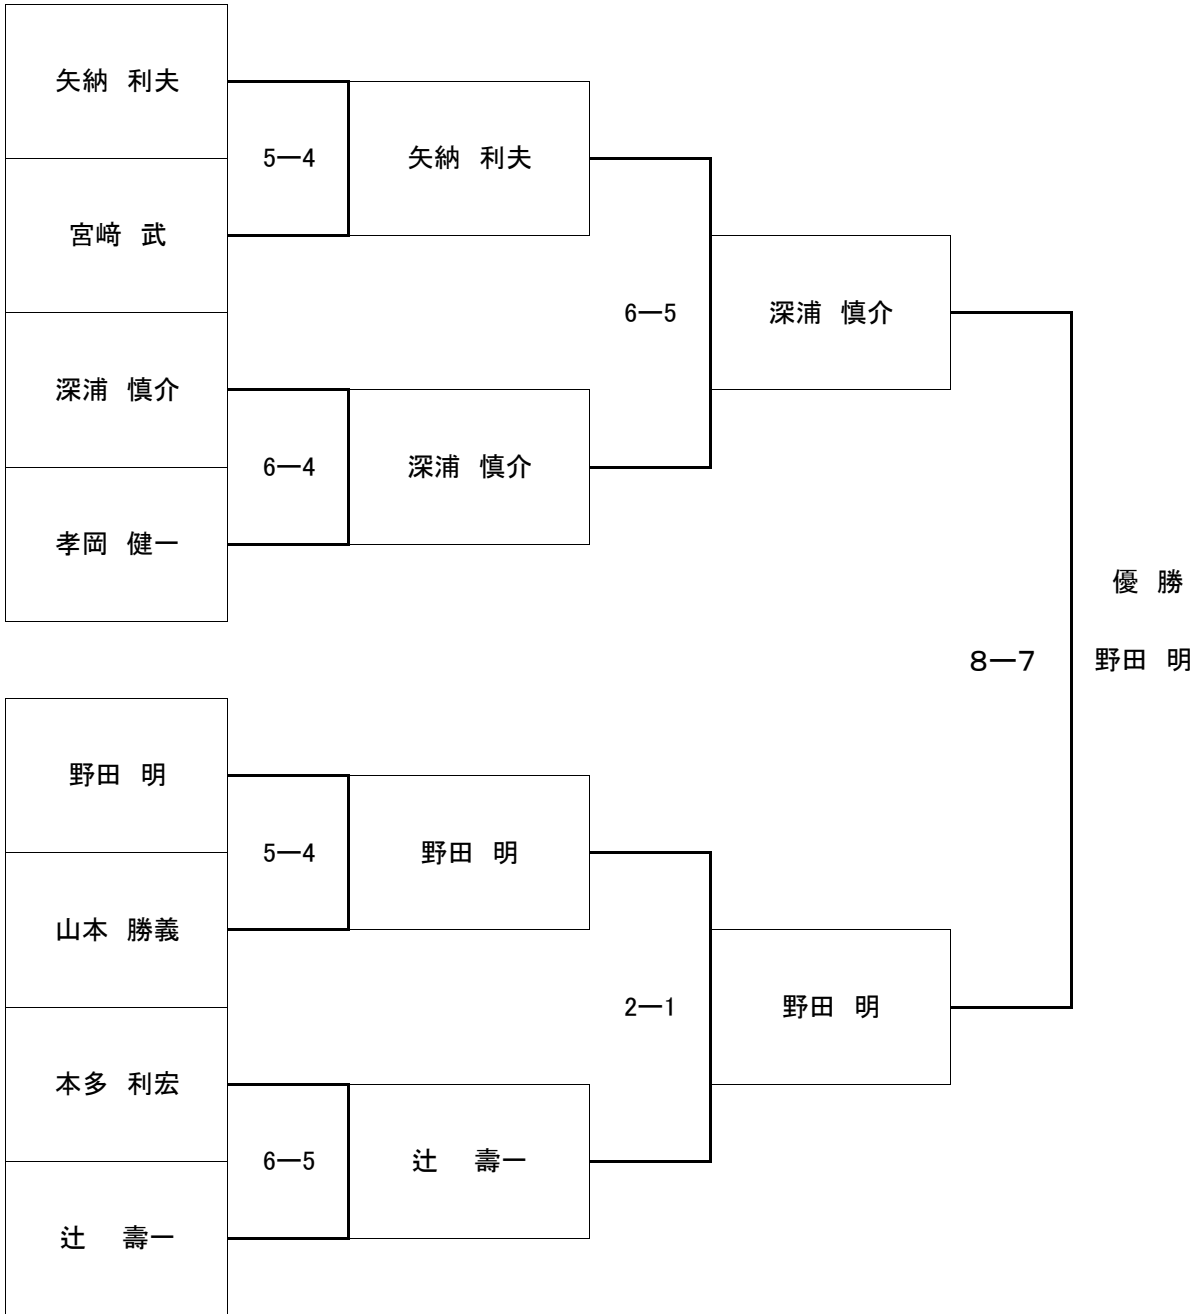 矢納　利夫
宮﨑　武
深浦　慎介
孝岡　健一
野田　明
山本　勝義
本多　利宏
辻　壽一
5―4
6―4
5―4
6―5
矢納　利夫
深浦　慎介
野田　明
辻　壽一
6―5
2―1
深浦　慎介
野田　明
8―7
優　勝
野田　明